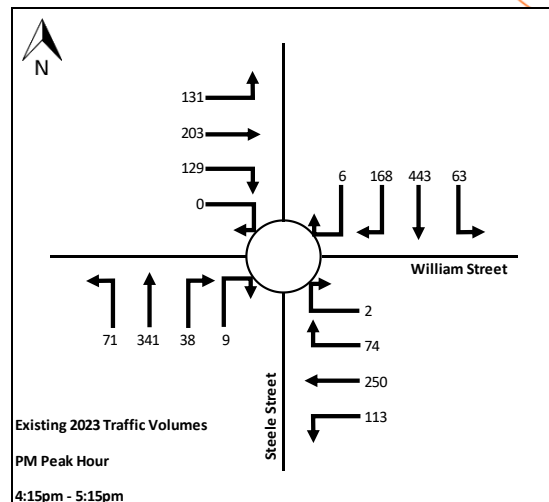 N
131
203
129
0
6 168 443 63
William Street
71 341 38 9
2
74
250
113
Steele Street
Existing 2023 Traffic Volumes
PM Peak Hour
4:15pm - 5:15pm